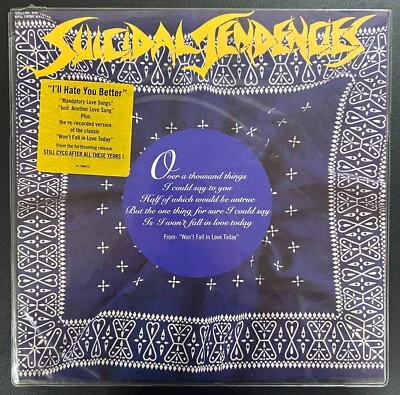 SUICIDAL TENDENCIES
"I'll Hate You Better"
"Mandatory Love Songs"
"Just Another Love Song"
Plus
the re-recorded version
of the classic
"Won't Fall in Love Today"
(from the forthcoming release
STILL CYCO AFTER ALL THESE YEARS)
Over a thousand things
I could say to you
Half of which would be untrue
But the one thing for sure I could say
Is I won't fall in love today
From- "Won't Fall In Love Today"